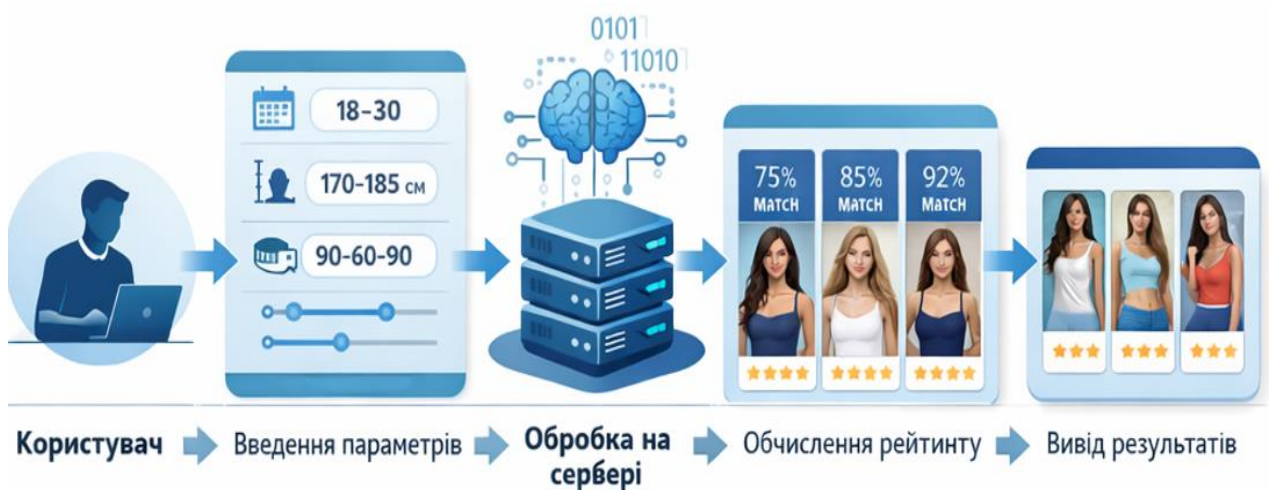 0101
11010
18-30
170-185 см
90-60-90
75%
Match
85%
Match
92%
Match
Користувач
Введення параметрів
Обробка на
сервері
Обчислення рейтингу
Вивід результатів